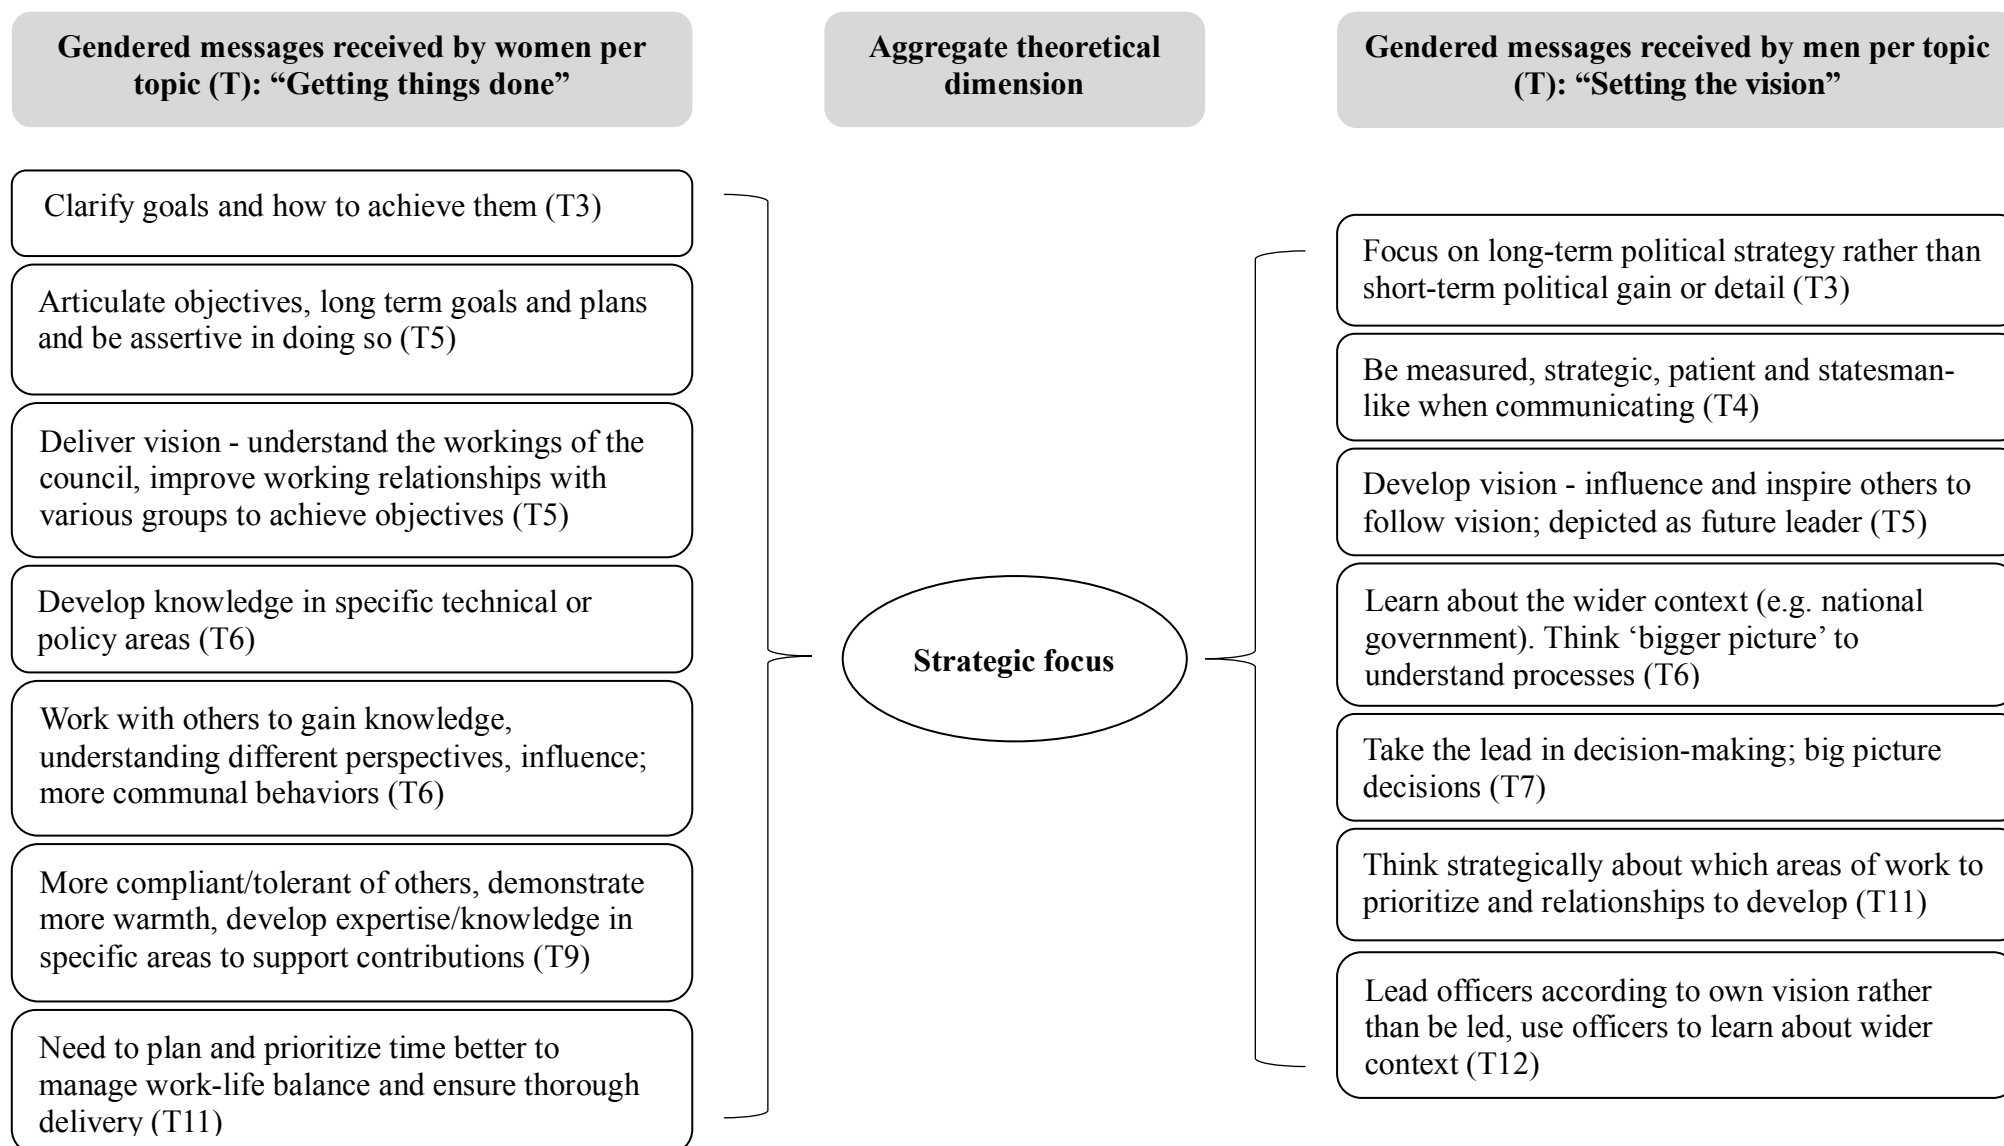 Gendered messages received by women per
topic (T): “Getting things done”
Aggregate theoretical
dimension
Gendered messages received by men per topic
(T): “Setting the vision”
Clarify goals and how to achieve them (T3)
Articulate objectives, long term goals and plans
and be assertive in doing so (T5)
Deliver vision - understand the workings of the
council, improve working relationships with
various groups to achieve objectives (T5)
Develop knowledge in specific technical or
policy areas (T6)
Work with others to gain knowledge,
understanding different perspectives, influence;
more communal behaviors (T6)
More compliant/tolerant of others, demonstrate
more warmth, develop expertise/knowledge in
specific areas to support contributions (T9)
Need to plan and prioritize time better to
manage work-life balance and ensure thorough
delivery (T11)
Strategic focus
Focus on long-term political strategy rather than
short-term political gain or detail (T3)
Be measured, strategic, patient and statesman-
like when communicating (T4)
Develop vision - influence and inspire others to
follow vision; depicted as future leader (T5)
Learn about the wider context (e.g. national
government). Think ‘bigger picture’ to
understand processes (T6)
Take the lead in decision-making; big picture
decisions (T7)
Think strategically about which areas of work to
prioritize and relationships to develop (T11)
Lead officers according to own vision rather
than be led, use officers to learn about wider
context (T12)